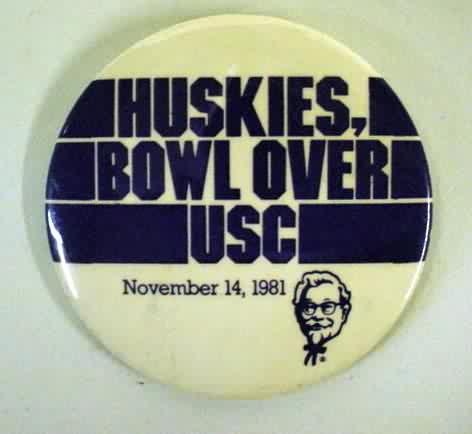 HUSKIES,
BOWL OVER
USC
November 14, 1981
®